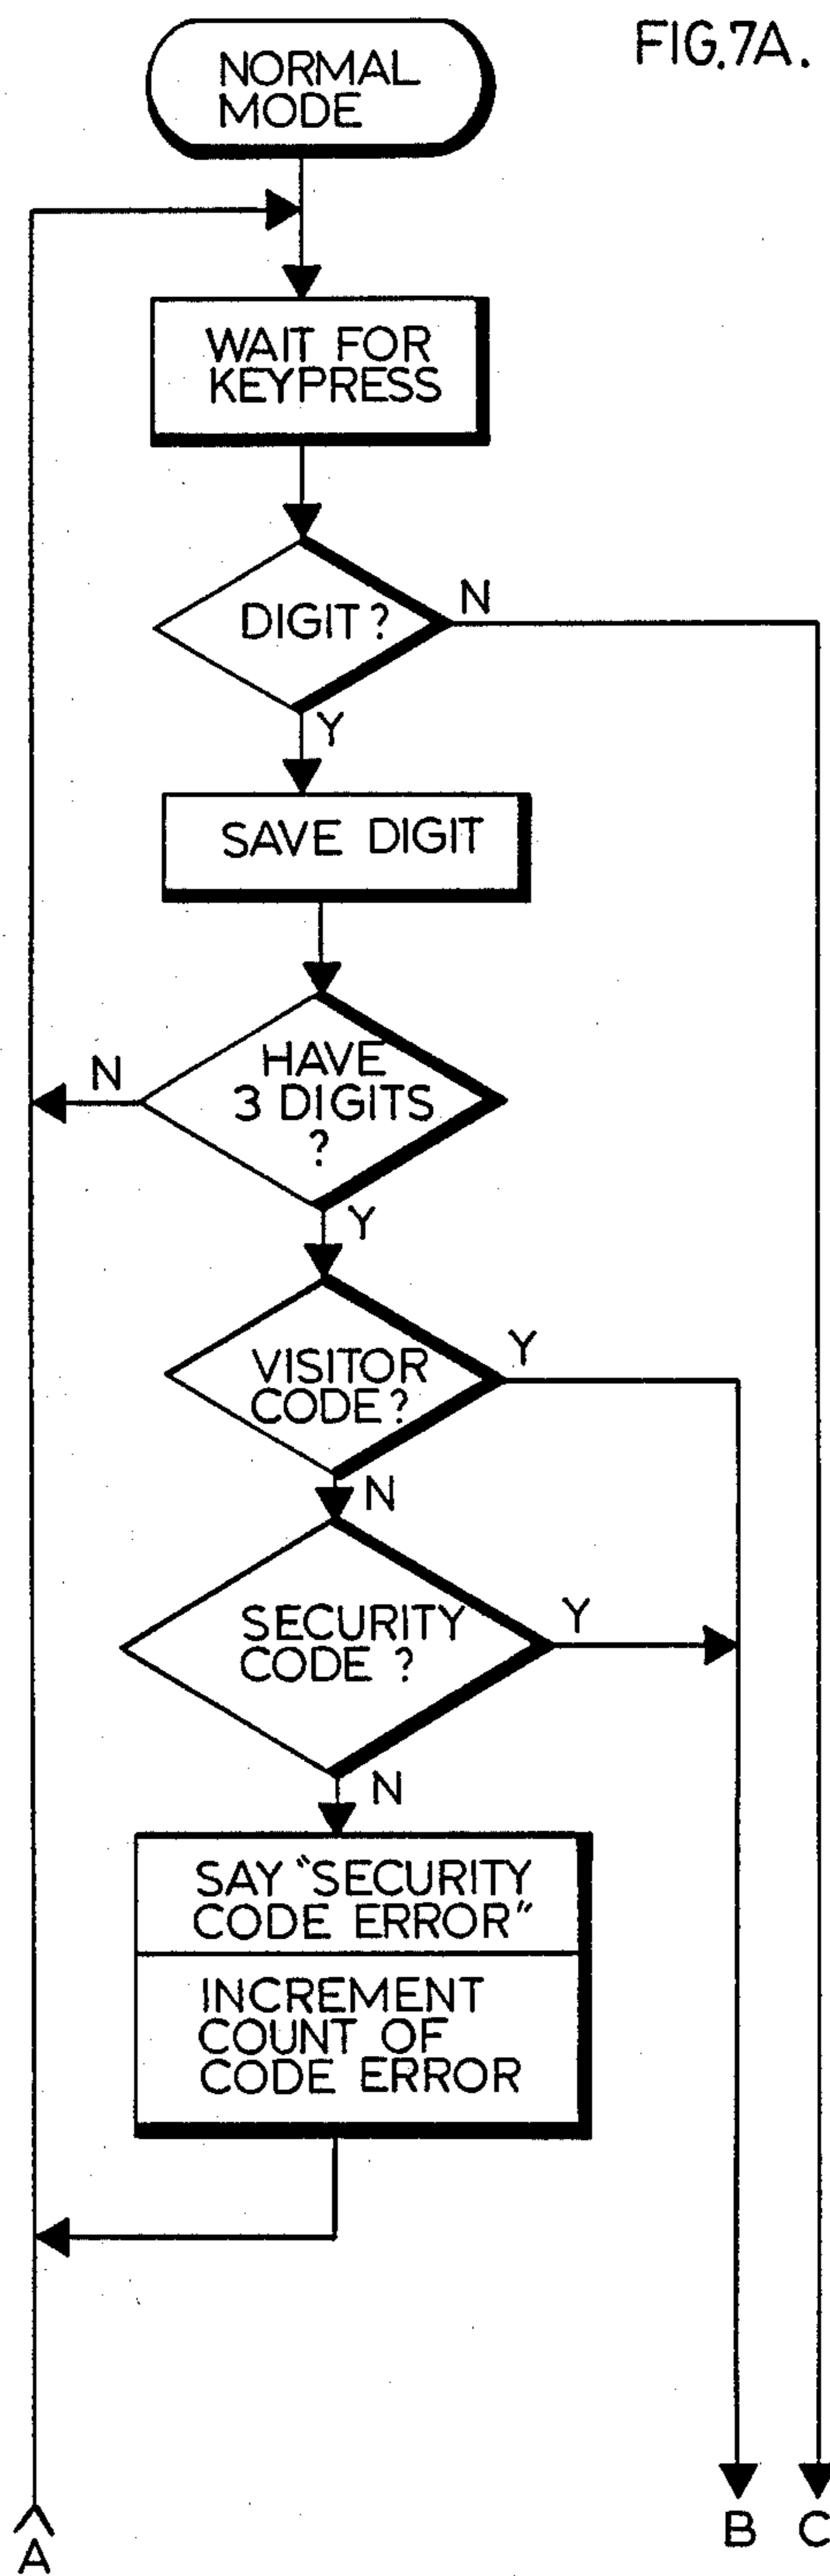 FIG.7A.
NORMAL
MODE
WAIT FOR
KEYPRESS
DIGIT?
N
Y
SAVE DIGIT
HAVE
3 DIGITS
?
N
Y
VISITOR
CODE?
Y
N
SECURITY
CODE ?
Y
N
SAY "SECURITY
CODE ERROR"
INCREMENT
COUNT OF
CODE ERROR
A
B
C